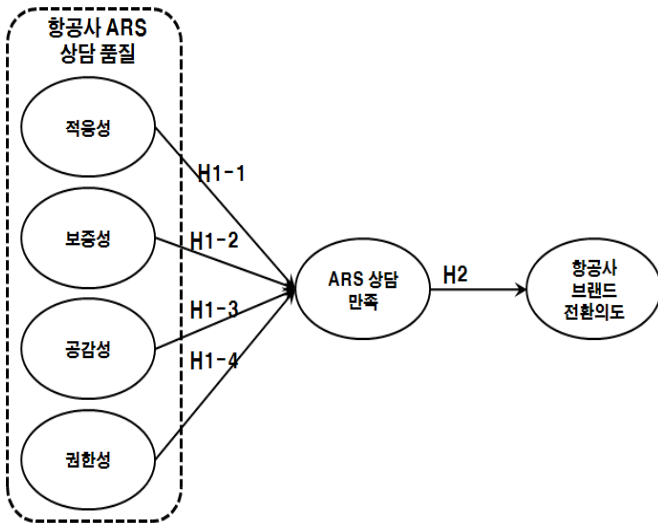 항공사 ARS
상담 품질
적응성
H1-1
보증성
H1-2
ARS 상담
만족
H2
항공사
브랜드
전환의도
H1-3
공감성
H1-4
권한성